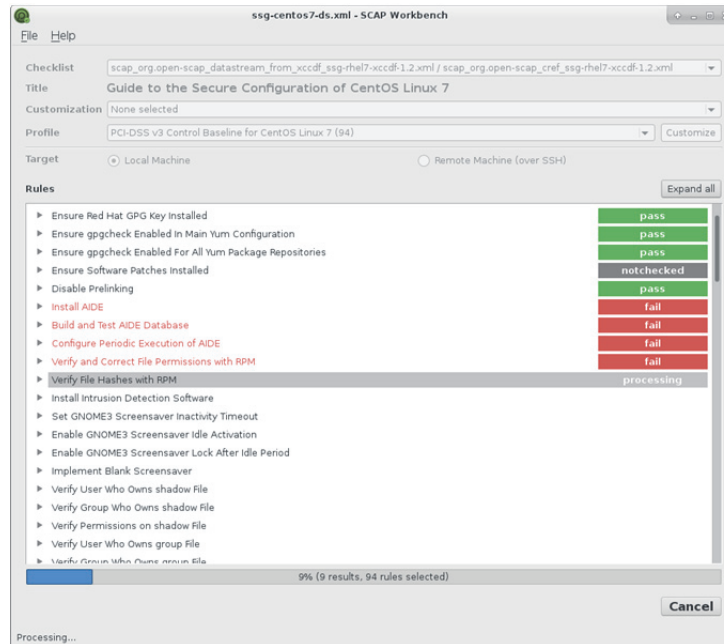 ssg-centos7-ds.xml - SCAP Workbench
File Help
Checklist scap_org.open-scap_datastream_from_xccdf_ssg-rhel7-xccdf-1.2.xml / scap_org.open-scap_cref_ssg-rhel7-xccdf-1.2.xml
Title Guide to the Secure Configuration of CentOS Linux 7
Customization None selected
Profile PCI-DSS v3 Control Baseline for CentOS Linux 7 (94) Customize
Target Local Machine Remote Machine (over SSH)
Rules Expand all
Ensure Red Hat GPG Key Installed pass
Ensure gpgcheck Enabled In Main Yum Configuration pass
Ensure gpgcheck Enabled For All Yum Package Repositories pass
Ensure Software Patches Installed notchecked
Disable Prelinking pass
Install AIDE fail
Build and Test AIDE Database fail
Configure Periodic Execution of AIDE fail
Verify and Correct File Permissions with RPM fail
Verify File Hashes with RPM processing
Install Intrusion Detection Software
Set GNOME3 Screensaver Inactivity Timeout
Enable GNOME3 Screensaver Idle Activation
Enable GNOME3 Screensaver Lock After Idle Period
Implement Blank Screensaver
Verify User Who Owns shadow File
Verify Group Who Owns shadow File
Verify Permissions on shadow File
Verify User Who Owns group File
Verify Group Who Owns group File
9% (9 results, 94 rules selected)
Cancel
Processing...